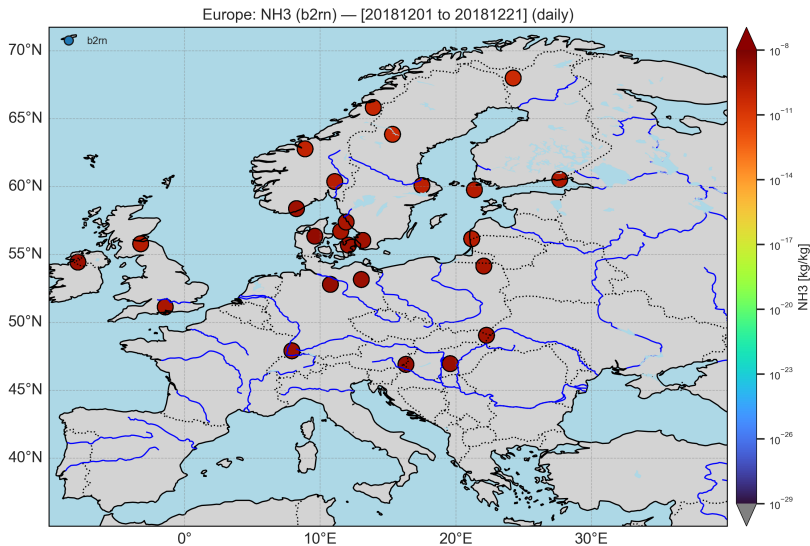 Europe: NH3 (b2rn) — [20181201 to 20181221] (daily)
b2rn
70°N
65°N
60°N
55°N
50°N
45°N
40°N
0°
10°E
20°E
30°E
10⁻⁸
10⁻¹¹
10⁻¹⁴
10⁻¹⁷
10⁻²⁰
10⁻²³
10⁻²⁶
10⁻²⁹
NH3 [kg/kg]